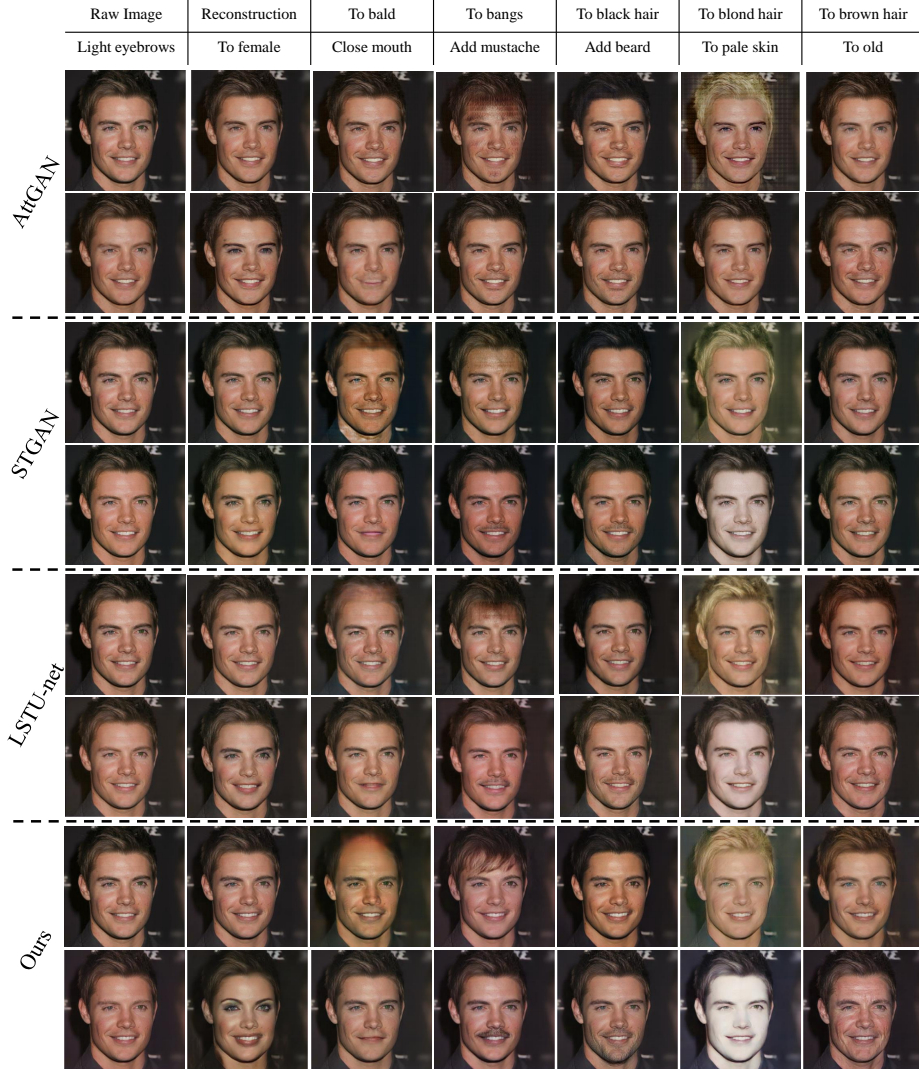 Raw Image Reconstruction To bald To bangs To black hair To blond hair To brown hair
Light eyebrows To female Close mouth Add mustache Add beard To pale skin To old
AttGAN
STGAN
LSTU-net
Ours